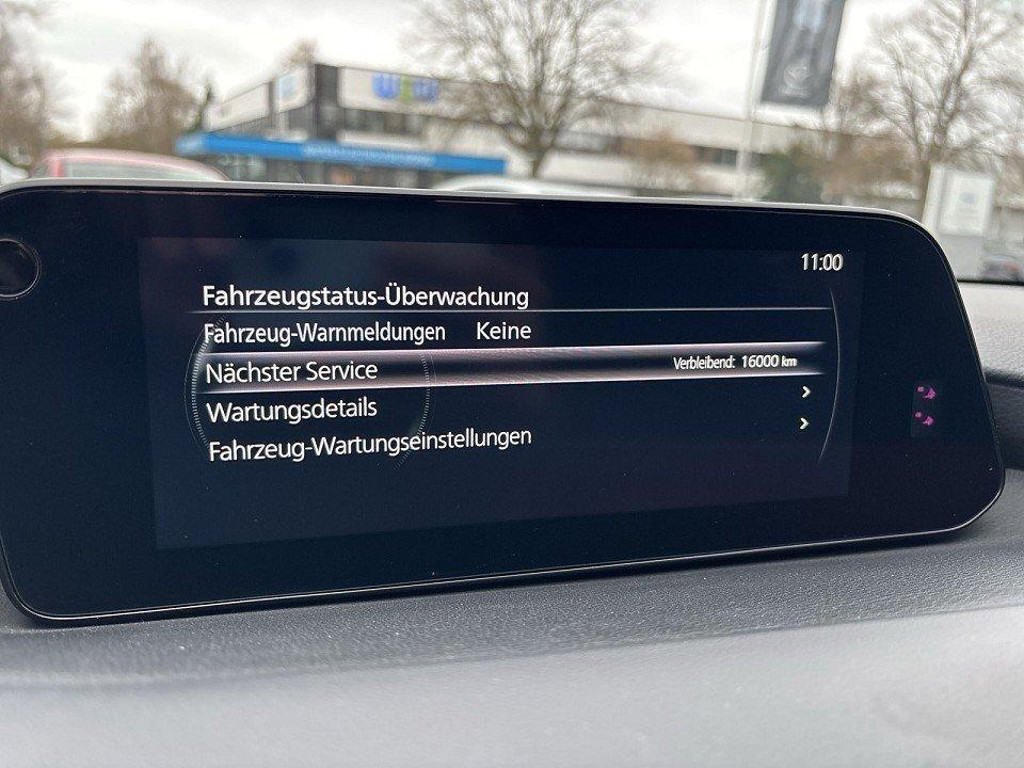 11:00
Fahrzeugstatus-Überwachung
Fahrzeug-Warnmeldungen Keine
Nächster Service Verbleibend: 16000 km
Wartungsdetails
Fahrzeug-Wartungseinstellungen